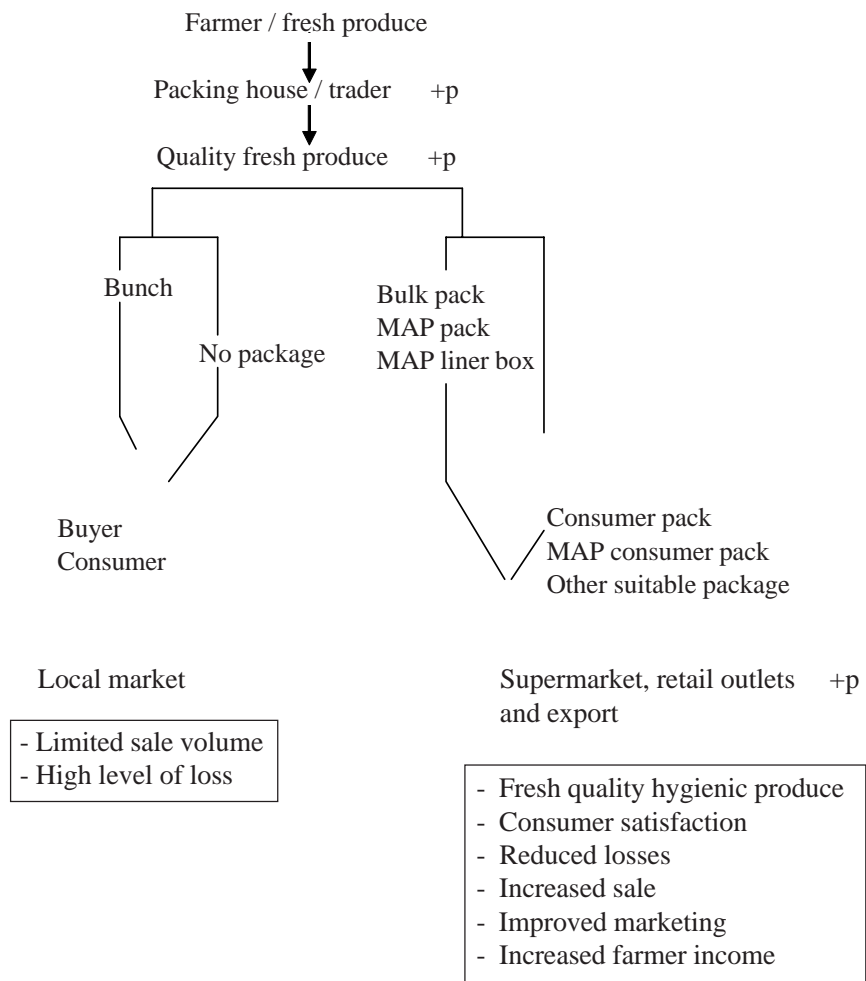 Farmer / fresh produce
Packing house / trader +p
Quality fresh produce +p
Bunch
No package
Bulk pack
MAP pack
MAP liner box
Buyer
Consumer
Consumer pack
MAP consumer pack
Other suitable package
Local market
- Limited sale volume
- High level of loss
Supermarket, retail outlets +p
and export
- Fresh quality hygienic produce
- Consumer satisfaction
- Reduced losses
- Increased sale
- Improved marketing
- Increased farmer income